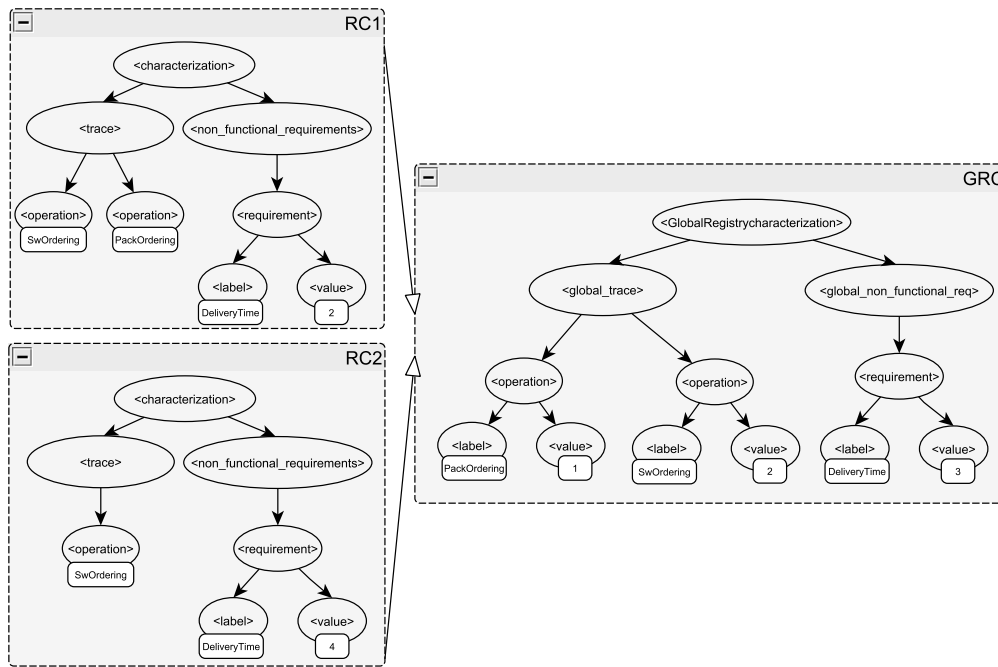 RC1
<characterization>
<trace>
<non_functional_requirements>
<operation>
SwOrdering
<operation>
PackOrdering
<requirement>
<label>
DeliveryTime
<value>
2
RC2
<characterization>
<trace>
<non_functional_requirements>
<operation>
SwOrdering
<requirement>
<label>
DeliveryTime
<value>
4
GRC
<GlobalRegistrycharacterization>
<global_trace>
<global_non_functional_req>
<operation>
<operation>
<requirement>
<label>
PackOrdering
<value>
1
<label>
SwOrdering
<value>
2
<label>
DeliveryTime
<value>
3